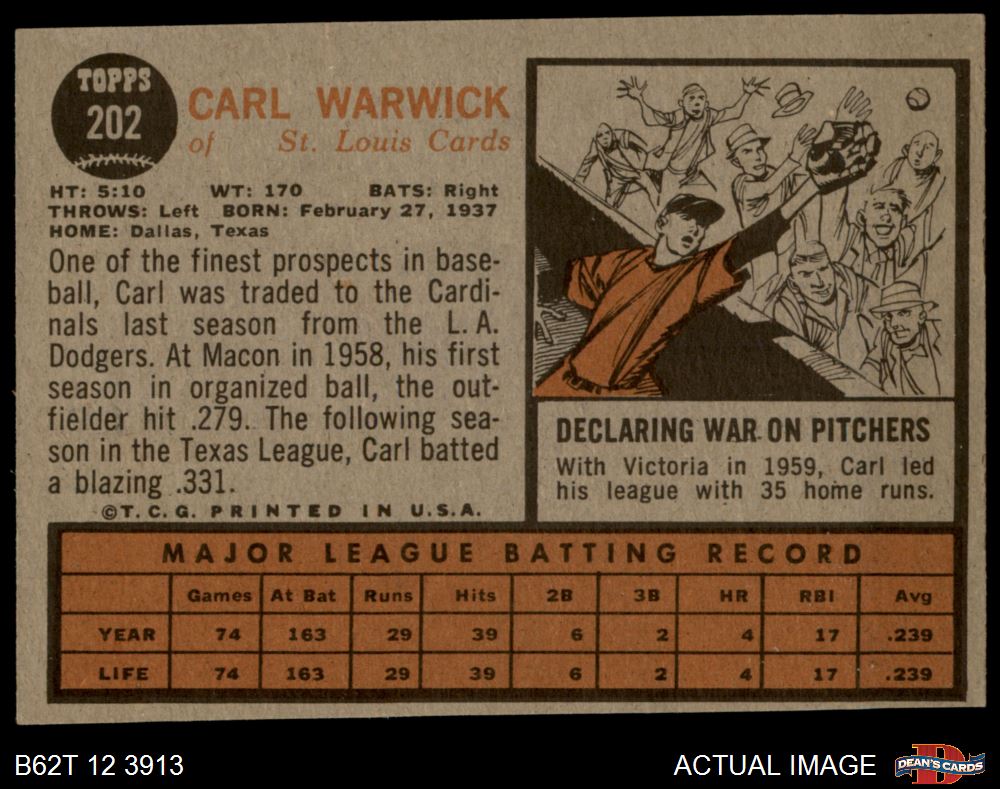 TOPPS
202
CARL WARWICK
of St. Louis Cards
HT: 5:10 WT: 170 BATS: Right
THROWS: Left BORN: February 27, 1937
HOME: Dallas, Texas
One of the finest prospects in base-
ball, Carl was traded to the Cardi-
nals last season from the L.A.
Dodgers. At Macon in 1958, his first
season in organized ball, the out-
fielder hit .279. The following sea-
son in the Texas League, Carl batted
a blazing .331.
©T.C.G. PRINTED IN U.S.A.
DECLARING WAR ON PITCHERS
With Victoria in 1959, Carl led
his league with 35 home runs.
MAJOR LEAGUE BATTING RECORD
Games At Bat Runs Hits 2B 3B HR RBI Avg
YEAR 74 163 29 39 6 2 4 17 .239
LIFE 74 163 29 39 6 2 4 17 .239
B62T 12 3913
ACTUAL IMAGE
D
DEAN'S CARDS